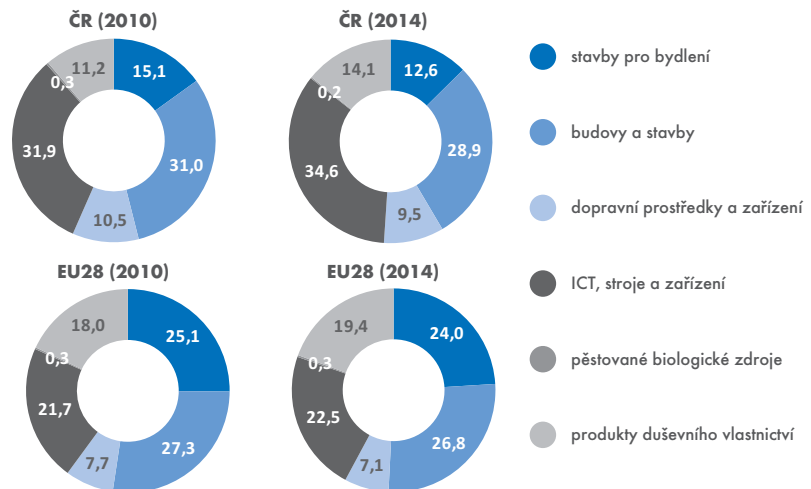 ČR (2010)
15,1
31,0
10,5
31,9
0,3
11,2
ČR (2014)
12,6
28,9
9,5
34,6
0,2
14,1
EU28 (2010)
25,1
27,3
7,7
21,7
0,3
18,0
EU28 (2014)
24,0
26,8
7,1
22,5
0,3
19,4
stavby pro bydlení
budovy a stavby
dopravní prostředky a zařízení
ICT, stroje a zařízení
pěstované biologické zdroje
produkty duševního vlastnictví